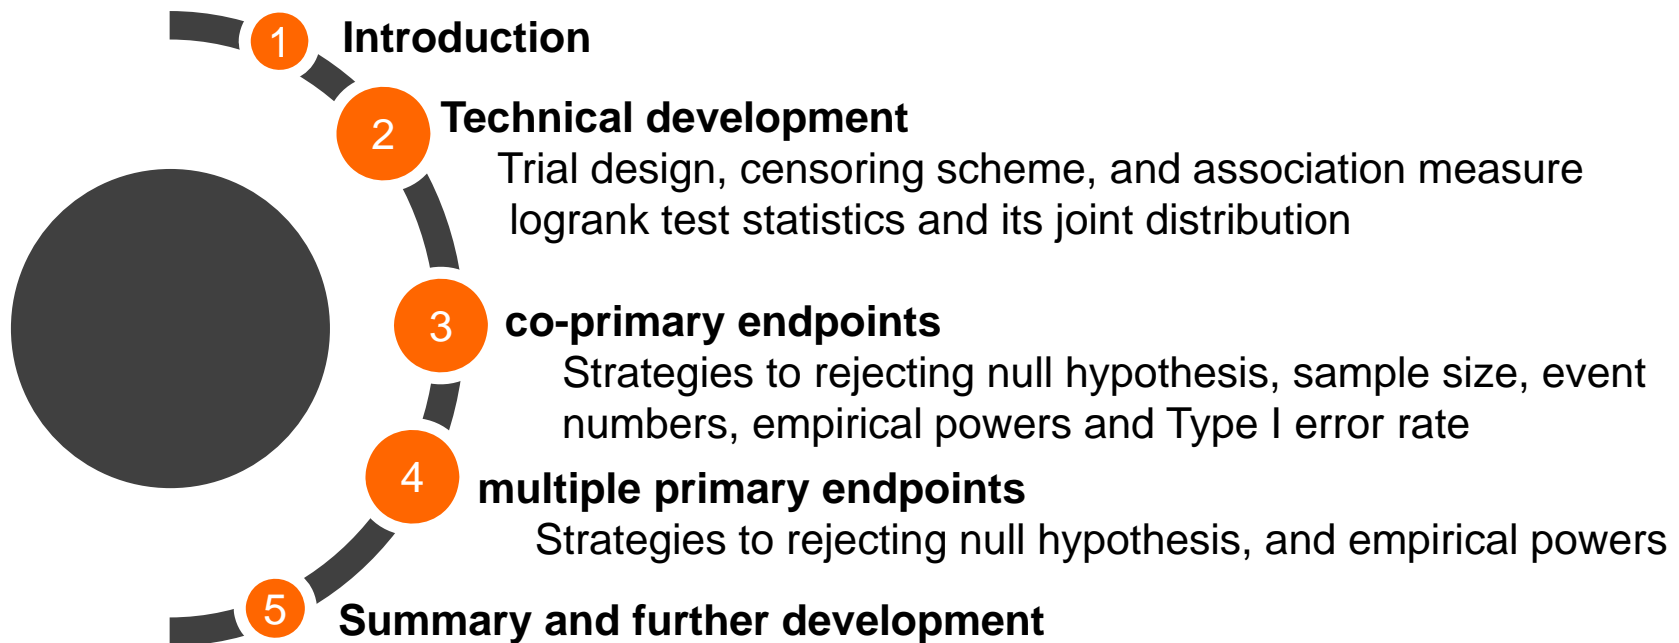 1 Introduction
2 Technical development
Trial design, censoring scheme, and association measure
logrank test statistics and its joint distribution
3 co-primary endpoints
Strategies to rejecting null hypothesis, sample size, event
numbers, empirical powers and Type I error rate
4 multiple primary endpoints
Strategies to rejecting null hypothesis, and empirical powers
5 Summary and further development